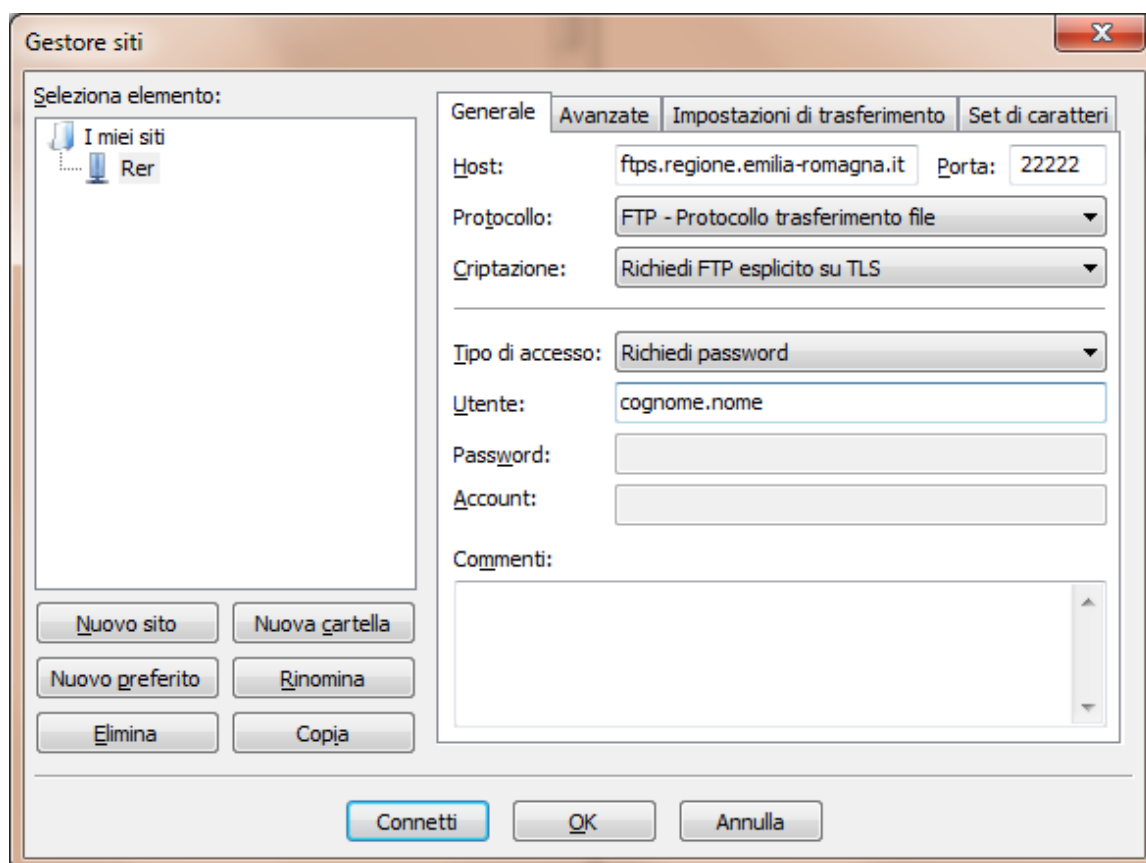 Gestore siti
Seleziona elemento:
I miei siti
Rer
Nuovo sito
Nuova cartella
Nuovo preferito
Rinomina
Elimina
Copia
Generale
Avanzate
Impostazioni di trasferimento
Set di caratteri
Host: ftps.regione.emilia-romagna.it Porta: 22222
Protocollo: FTP - Protocollo trasferimento file
Criptazione: Richiedi FTP esplicito su TLS
Tipo di accesso: Richiedi password
Utente: cognome.nome
Password:
Account:
Commenti:
Connetti
OK
Annulla